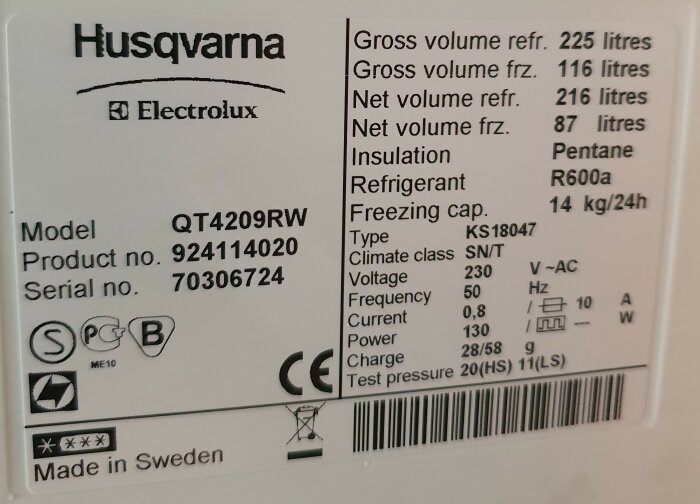 Husqvarna
Electrolux
Model QT4209RW
Product no. 924114020
Serial no. 70306724
S PC B
ME10
CE
Made in Sweden
Gross volume refr. 225 litres
Gross volume frz. 116 litres
Net volume refr. 216 litres
Net volume frz. 87 litres
Insulation Pentane
Refrigerant R600a
Freezing cap. 14 kg/24h
Type KS18047
Climate class SN/T
Voltage 230 V ~AC
Frequency 50 Hz
Current 0,8 / 10 A
Power 130 / --- W
Charge 28/58 g
Test pressure 20(HS) 11(LS)